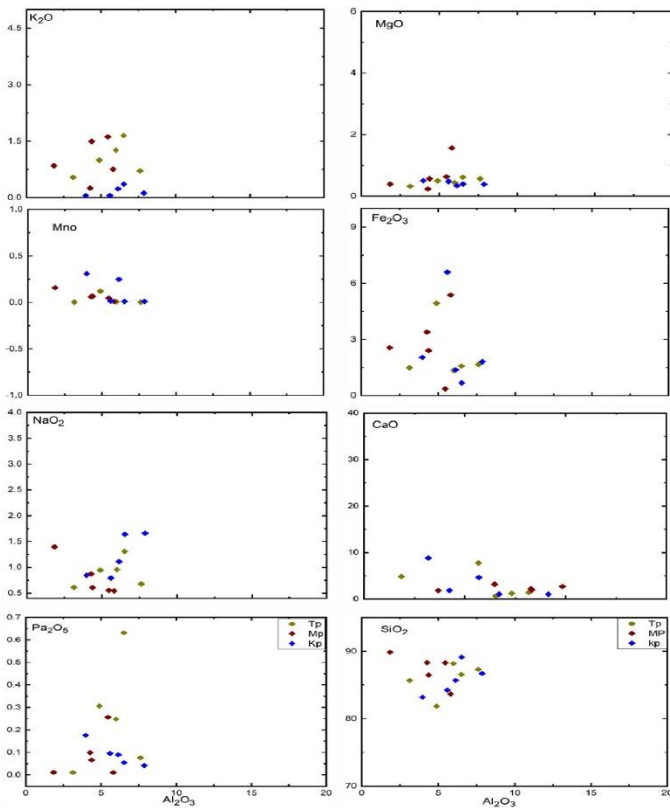 K₂O
4.5
3.0
1.5
0.0
MgO
6
4
2
0
Mno
1.0
0.5
0.0
-0.5
-1.0
Fe₂O₃
9
6
3
0
NaO₂
4.0
3.5
3.0
2.5
2.0
1.5
1.0
0.5
CaO
40
30
20
10
0
Pa₂O₅
Tp
Mp
Kp
0.7
0.6
0.5
0.4
0.3
0.2
0.1
0.0
0 5 10 15 20
Al₂O₃
SiO₂
Tp
MP
kp
90
80
70
0 5 10 15 20
Al₂O₃